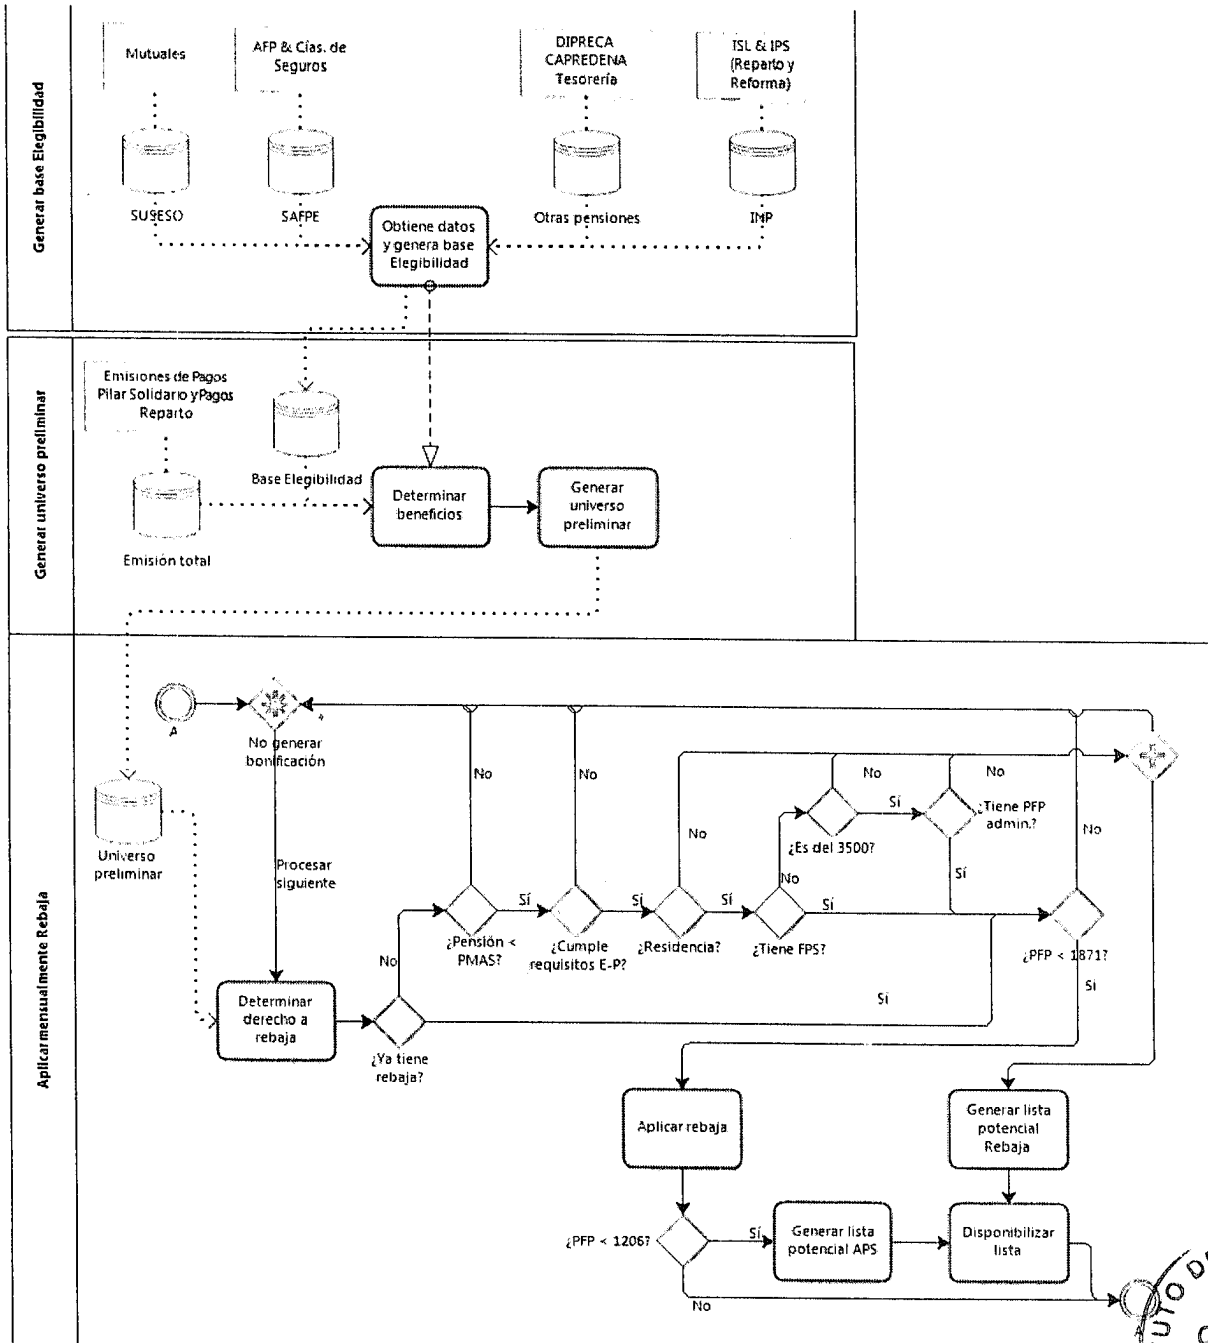 Generar base Elegibilidad
Mutuales
AFP & Cías. de
Seguros
DIPRECA
CAPREDENA
Tesorería
ISL & IPS
(Reparto y
Reforma)
SUSESO
SAFPE
Otras pensiones
INP
Obtiene datos
y genera base
Elegibilidad
Generar universo preliminar
Emisiones de Pagos
Pilar Solidario y Pagos
Reparto
Base Elegibilidad
Emisión total
Determinar
beneficios
Generar
universo
preliminar
Aplicar mensualmente Rebaja
A
No generar
bonificación
Universo
preliminar
Procesar
siguiente
No
No
No
No
No
No
¿Es del 3500?
Sí
¿Tiene PFP
admin.?
Sí
No
¿Pensión <
PMAS?
Sí
¿Cumple
requisitos E-P?
Sí
¿Residencia?
Sí
¿Tiene FPS?
Sí
¿PFP < 1871?
Sí
Determinar
derecho a
rebaja
No
¿Ya tiene
rebaja?
Sí
Aplicar rebaja
Generar lista
potencial
Rebaja
¿PFP < 1206?
Sí
Generar lista
potencial APS
Disponibilizar
lista
No
A
UTO DE